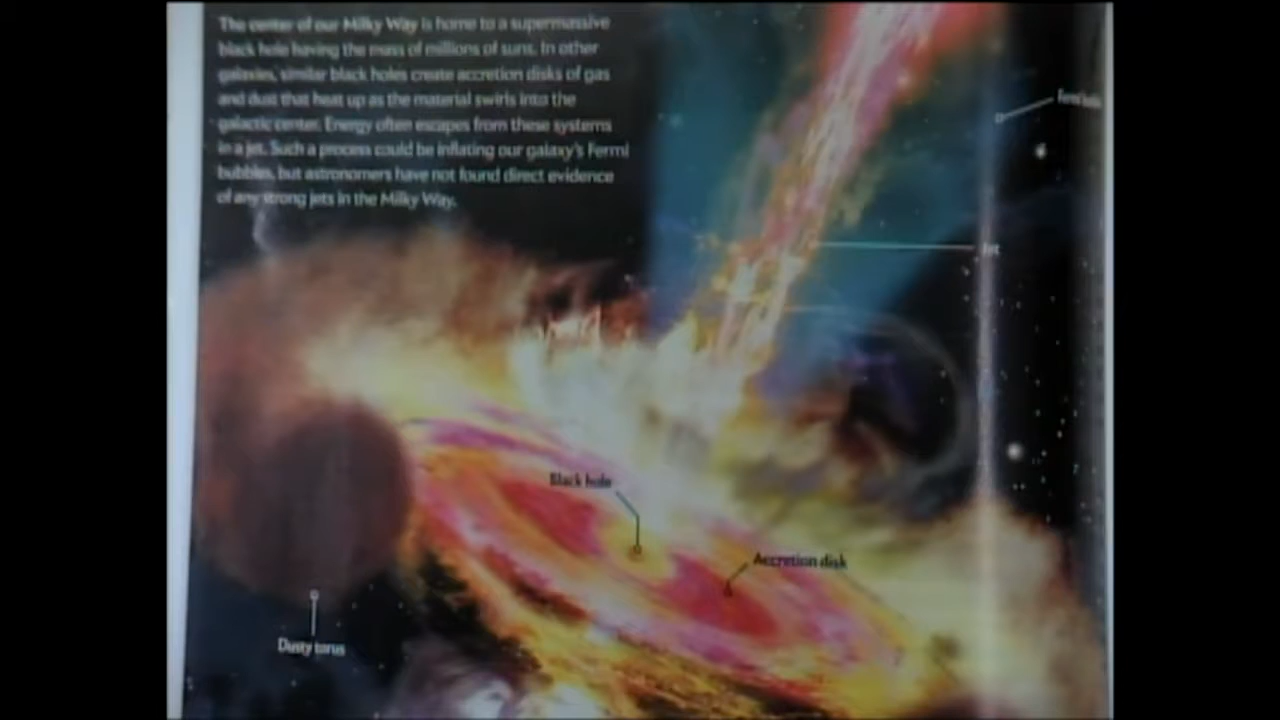 The center of our Milky Way is home to a supermassive
black hole having the mass of millions of suns. In other
galaxies, similar black holes create accretion disks of gas
and dust that heat up as the material swirls into the
galactic center. Energy often escapes from these systems
in a jet. Such a process could be inflating our galaxy's Fermi
bubbles, but astronomers have not found direct evidence
of any strong jets in the Milky Way.
Jet
Black hole
Accretion disk
Dusty torus